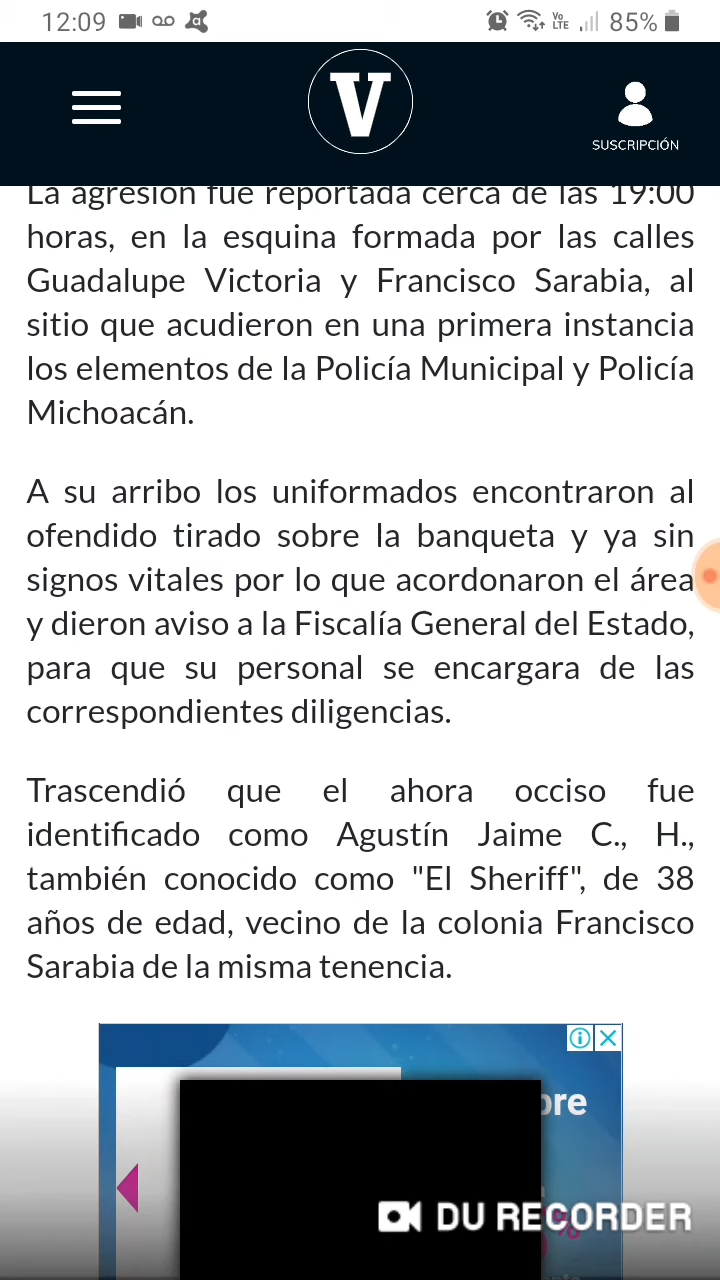 12:09
Vo LTE
85%
V
SUSCRIPCIÓN
La agresión fue reportada cerca de las 19:00
horas, en la esquina formada por las calles
Guadalupe Victoria y Francisco Sarabia, al
sitio que acudieron en una primera instancia
los elementos de la Policía Municipal y Policía
Michoacán.
A su arribo los uniformados encontraron al
ofendido tirado sobre la banqueta y ya sin
signos vitales por lo que acordonaron el área
y dieron aviso a la Fiscalía General del Estado,
para que su personal se encargara de las
correspondientes diligencias.
Trascendió que el ahora occiso fue
identificado como Agustín Jaime C., H.,
también conocido como "El Sheriff", de 38
años de edad, vecino de la colonia Francisco
Sarabia de la misma tenencia.
DU RECORDER